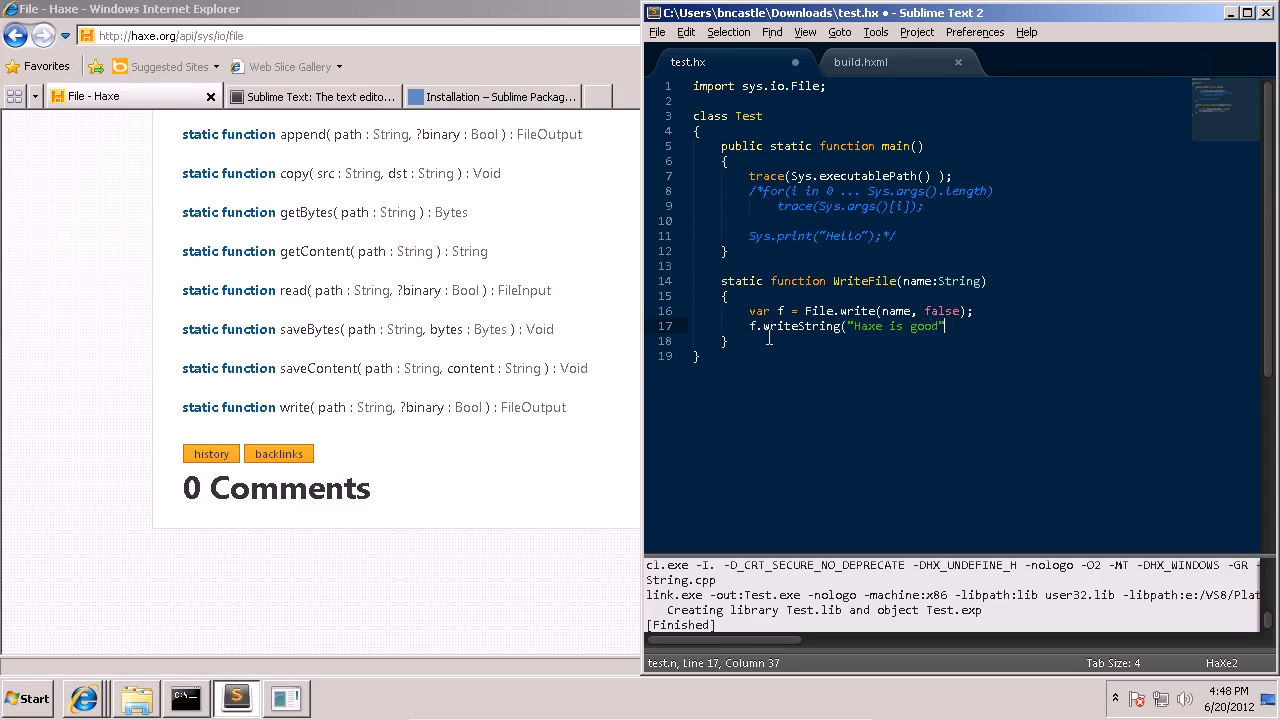 File - Haxe - Windows Internet Explorer
http://haxe.org/api/sys/io/file
Favorites
Suggested Sites
Web Slice Gallery
File - Haxe
Sublime Text: The text edito...
Installation
Packag...
static function append( path : String, ?binary : Bool ) : FileOutput
static function copy( src : String, dst : String ) : Void
static function getBytes( path : String ) : Bytes
static function getContent( path : String ) : String
static function read( path : String, ?binary : Bool ) : FileInput
static function saveBytes( path : String, bytes : Bytes ) : Void
static function saveContent( path : String, content : String ) : Void
static function write( path : String, ?binary : Bool ) : FileOutput
history backlinks
0 Comments
C:\Users\bncastle\Downloads\test.hx • - Sublime Text 2
File Edit Selection Find View Goto Tools Project Preferences Help
test.hx
build.hxml
1 import sys.io.File;
2
3 class Test
4 {
5 public static function main()
6 {
7 trace(Sys.executablePath() );
8 /*for(i in 0 ... Sys.args().length)
9 trace(Sys.args()[i]);
10
11 Sys.print("Hello");*/
12 }
13
14 static function WriteFile(name:String)
15 {
16 var f = File.write(name, false);
17 f.writeString("Haxe is good"
18 }
19 }
cl.exe -I. -D_CRT_SECURE_NO_DEPRECATE -DHX_UNDEFINE_H -nologo -O2 -MT -DHX_WINDOWS -GR -
String.cpp
link.exe -out:Test.exe -nologo -machine:x86 -libpath:lib user32.lib -libpath:e:/VS8/Plat
Creating library Test.lib and object Test.exp
[Finished]
test.n, Line 17, Column 37
Tab Size: 4
HaXe2
Start
4:48 PM
6/20/2012